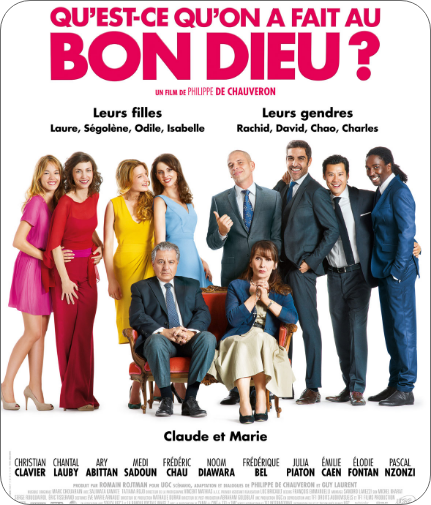 QU'EST-CE QU'ON A FAIT AU
BON DIEU ?
UN FILM DE PHILIPPE DE CHAUVERON
Leurs filles
Laure, Ségolène, Odile, Isabelle
Leurs gendres
Rachid, David, Chao, Charles
Claude et Marie
CHRISTIAN CLAVIER
CHANTAL LAUBY
ARY ABITTAN
MEDI SADOUN
FRÉDÉRIC CHAU
NOOM DIAWARA
FRÉDÉRIQUE BEL
JULIA PIATON
ÉMILIE CAEN
ÉLODIE FONTAN
PASCAL NZONZI
PRODUIT PAR ROMAIN ROJTMAN POUR UGC SCÉNARIO, ADAPTATION ET DIALOGUES DE PHILIPPE DE CHAUVERON ET GUY LAURENT